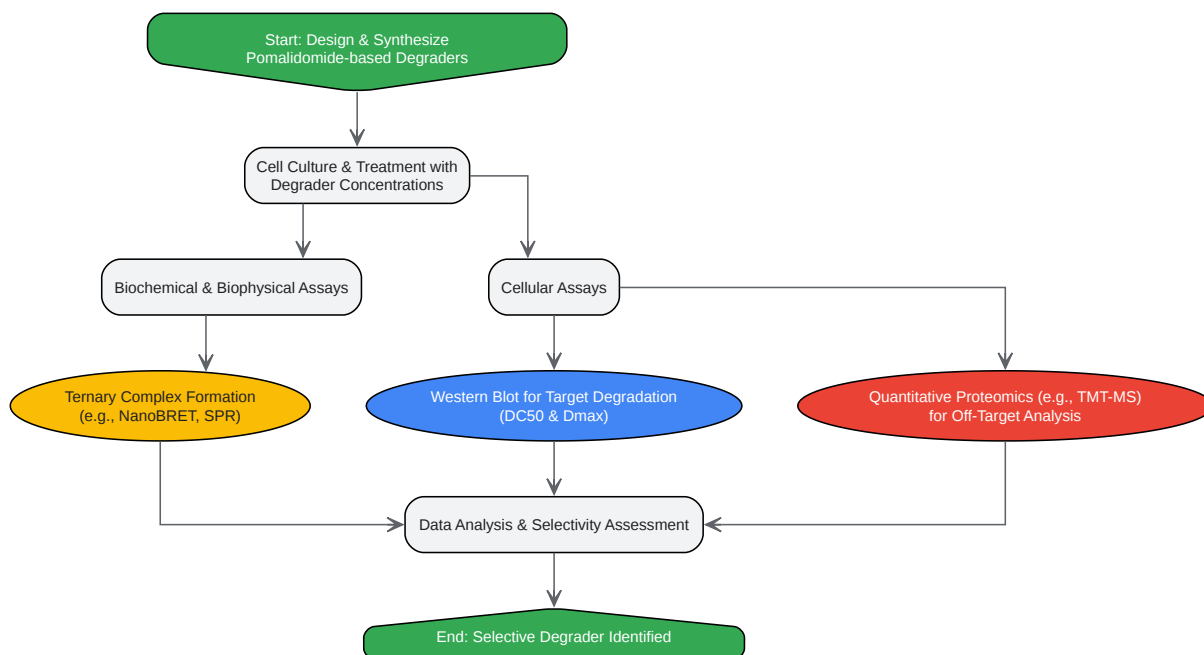 Start: Design & Synthesize
Pomalidomide-based Degraders
Cell Culture & Treatment with
Degrader Concentrations
Biochemical & Biophysical Assays
Cellular Assays
Ternary Complex Formation
(e.g., NanoBRET, SPR)
Western Blot for Target Degradation
(DC50 & Dmax)
Quantitative Proteomics (e.g., TMT-MS)
for Off-Target Analysis
Data Analysis & Selectivity Assessment
End: Selective Degrader Identified